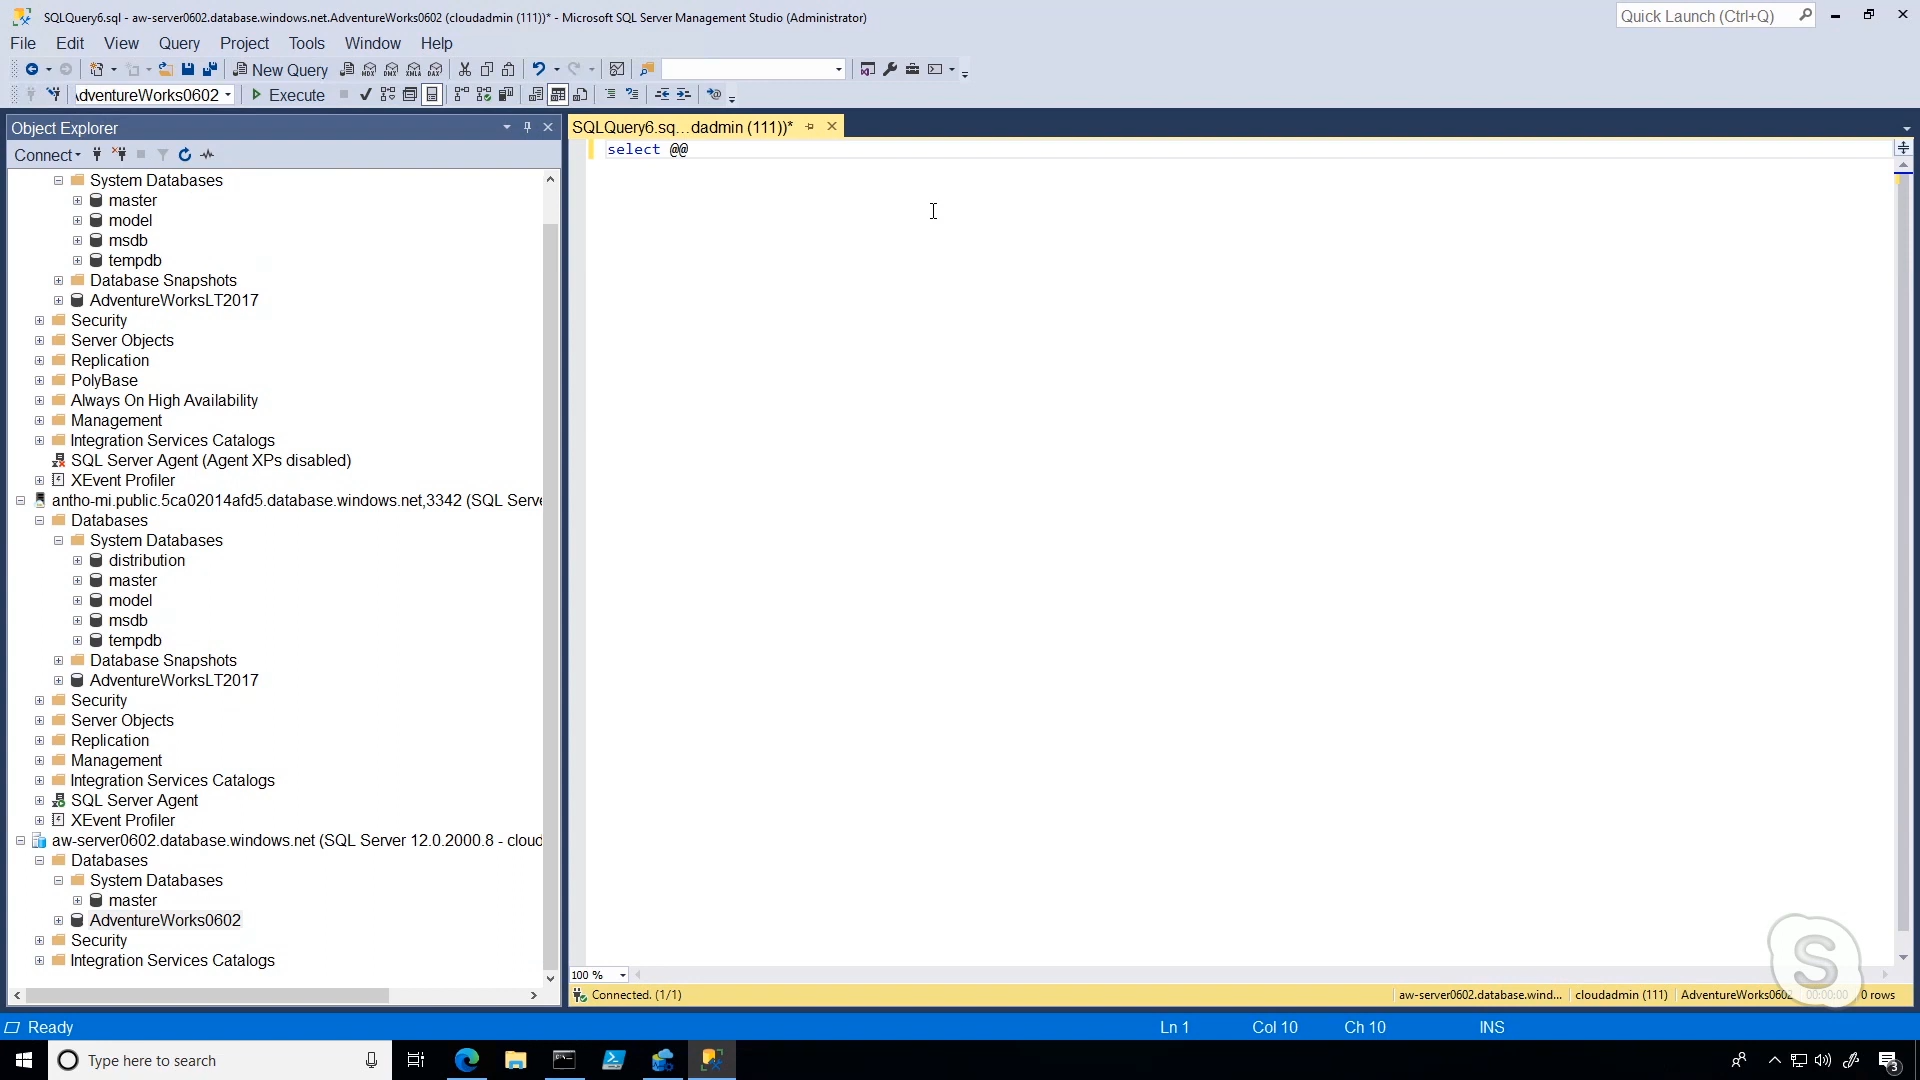 SQLQuery6.sql - aw-server0602.database.windows.net.AdventureWorks0602 (cloudadmin (111))* - Microsoft SQL Server Management Studio (Administrator)
Quick Launch (Ctrl+Q)
File Edit View Query Project Tools Window Help
New Query
dventureWorks0602 Execute
Object Explorer
SQLQuery6.sq...dadmin (111))*
Connect
select @@
System Databases
master
model
msdb
tempdb
Database Snapshots
AdventureWorksLT2017
Security
Server Objects
Replication
PolyBase
Always On High Availability
Management
Integration Services Catalogs
SQL Server Agent (Agent XPs disabled)
XEvent Profiler
antho-mi.public.5ca02014afd5.database.windows.net,3342 (SQL Serve
Databases
System Databases
distribution
master
model
msdb
tempdb
Database Snapshots
AdventureWorksLT2017
Security
Server Objects
Replication
Management
Integration Services Catalogs
SQL Server Agent
XEvent Profiler
aw-server0602.database.windows.net (SQL Server 12.0.2000.8 - cloud
Databases
System Databases
master
AdventureWorks0602
Security
Integration Services Catalogs
100 %
Connected. (1/1)
aw-server0602.database.wind... cloudadmin (111) AdventureWorks0602 00:00:00 0 rows
Ready
Ln 1 Col 10 Ch 10 INS
Type here to search
3